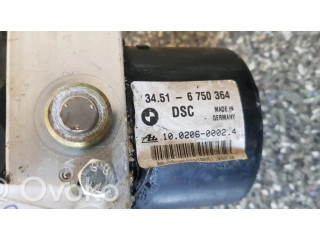 34.51 - 6 750 364
DSC
MADE IN
GERMANY
10.0206-0002.4
Ovoko